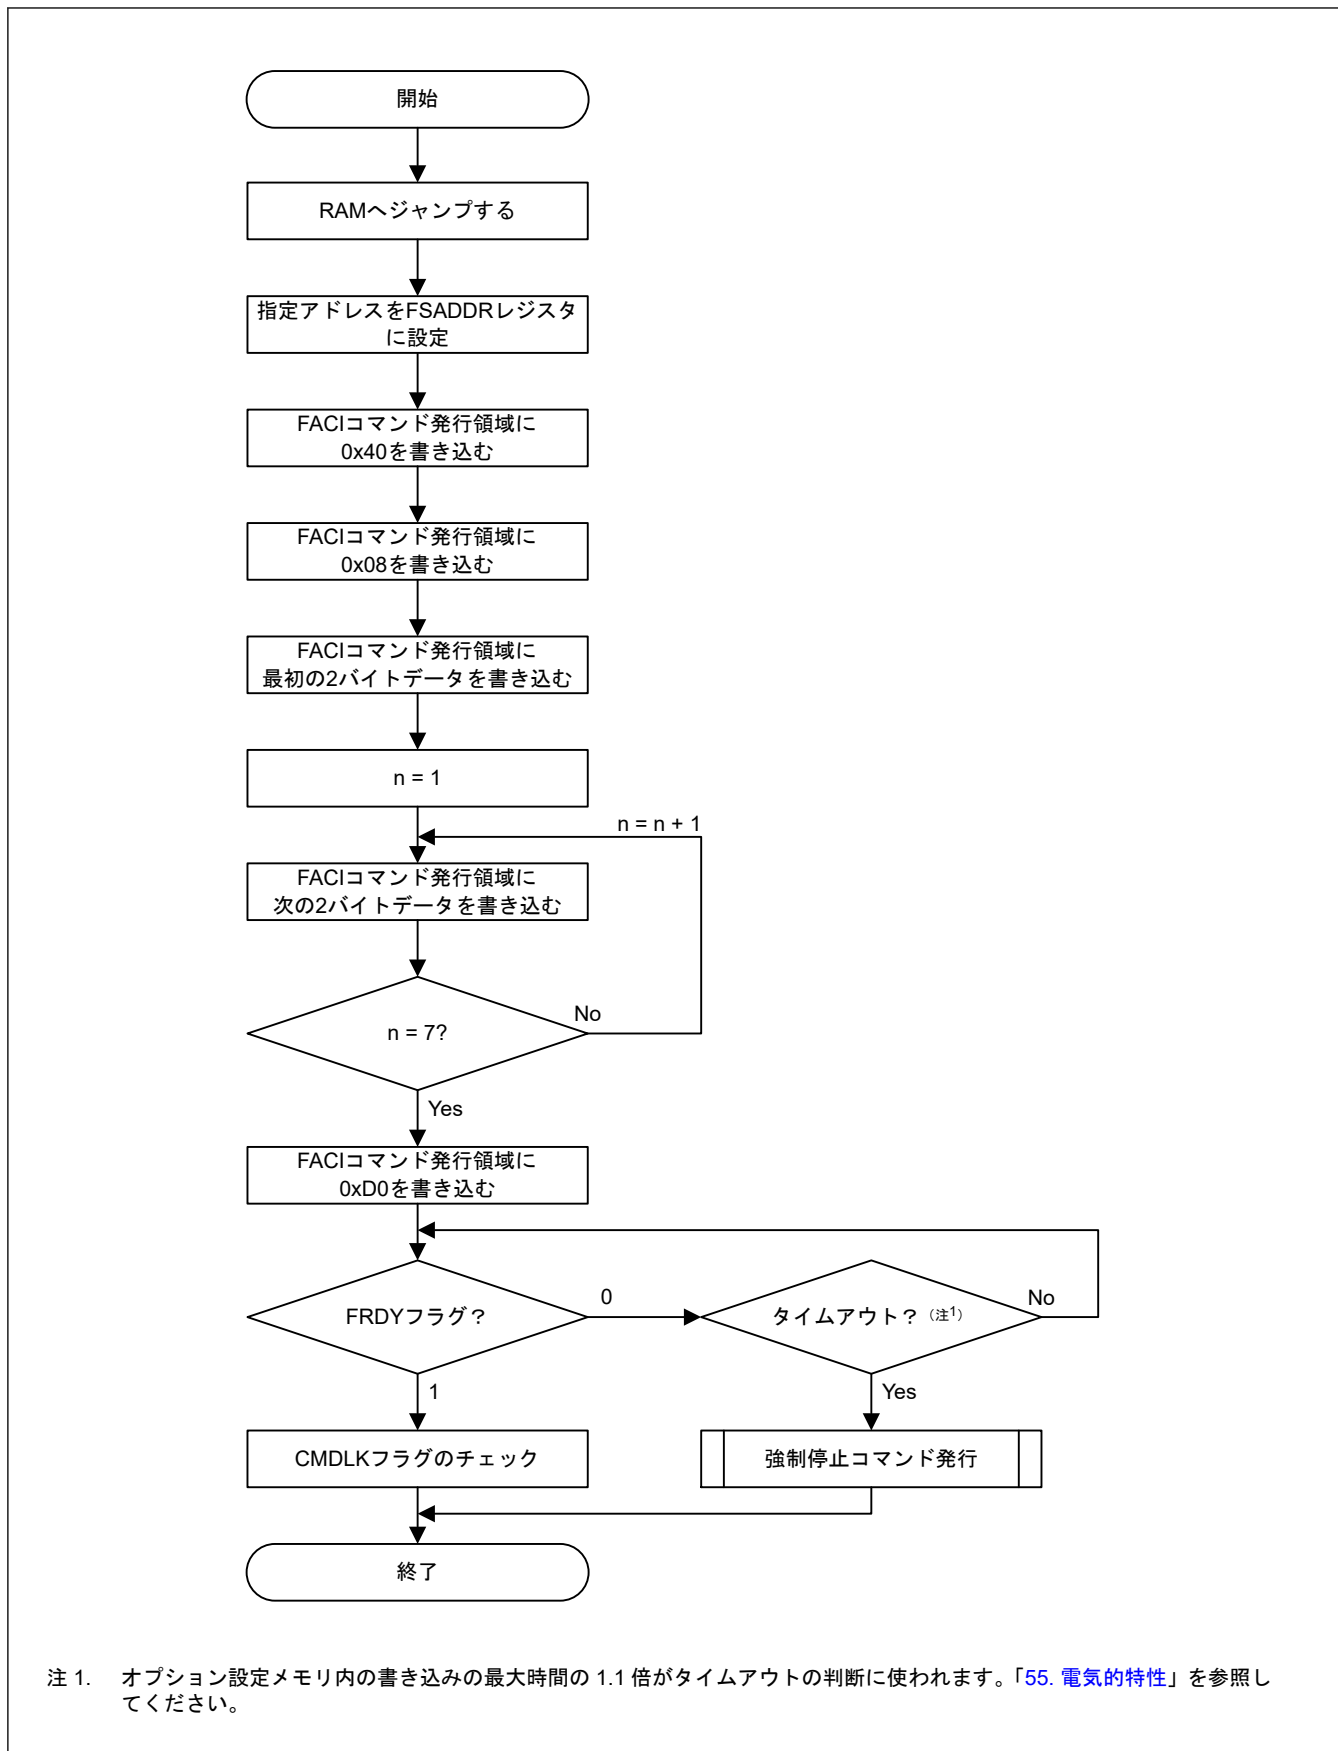 開始
RAMへジャンプする
指定アドレスをFSADDRレジスタ
に設定
FACIコマンド発行領域に
0x40を書き込む
FACIコマンド発行領域に
0x08を書き込む
FACIコマンド発行領域に
最初の2バイトデータを書き込む
n = 1
n = n + 1
FACIコマンド発行領域に
次の2バイトデータを書き込む
n = 7?
No
Yes
FACIコマンド発行領域に
0xD0を書き込む
FRDYフラグ？
0
タイムアウト？（注1）
No
1
Yes
CMDLKフラグのチェック
強制停止コマンド発行
終了
注 1. オプション設定メモリ内の書き込みの最大時間の 1.1 倍がタイムアウトの判断に使われます。「55. 電気的特性」を参照し
てください。